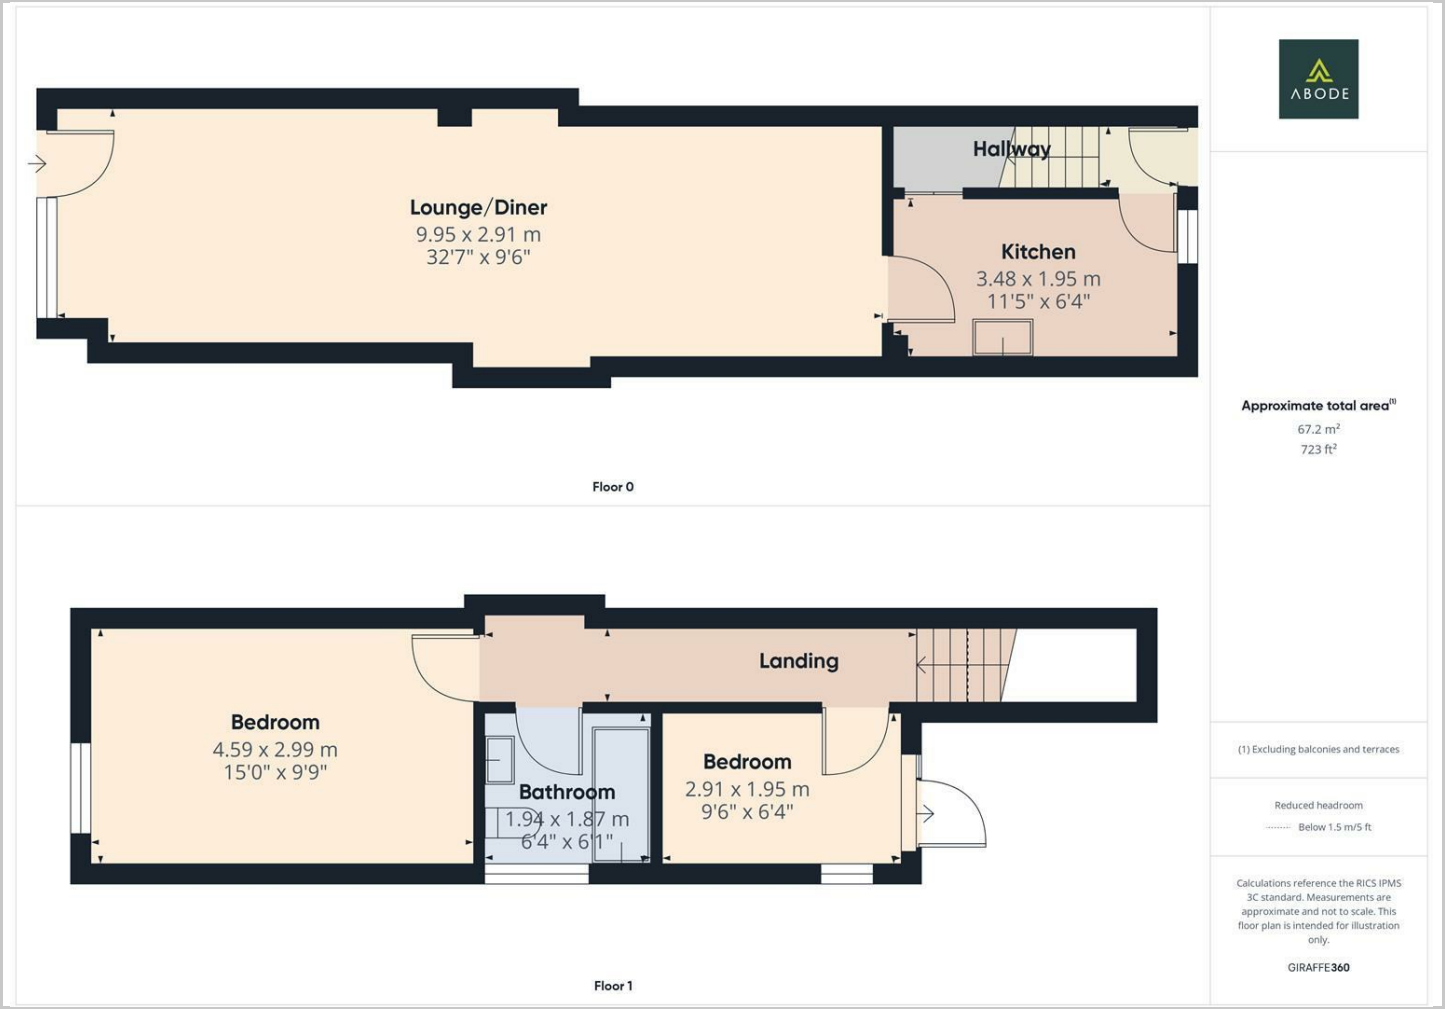 Lounge/Diner
9.95 x 2.91 m
32'7" x 9'6"
Hallway
Kitchen
3.48 x 1.95 m
11'5" x 6'4"
Floor 0
Bedroom
4.59 x 2.99 m
15'0" x 9'9"
Landing
Bathroom
1.94 x 1.87 m
6'4" x 6'1"
Bedroom
2.91 x 1.95 m
9'6" x 6'4"
Floor 1
ABODE
Approximate total area⁽¹⁾
67.2 m²
723 ft²
(1) Excluding balconies and terraces
Reduced headroom
Below 1.5 m/5 ft
Calculations reference the RICS IPMS
3C standard. Measurements are
approximate and not to scale. This
floor plan is intended for illustration
only.
GIRAFFE360